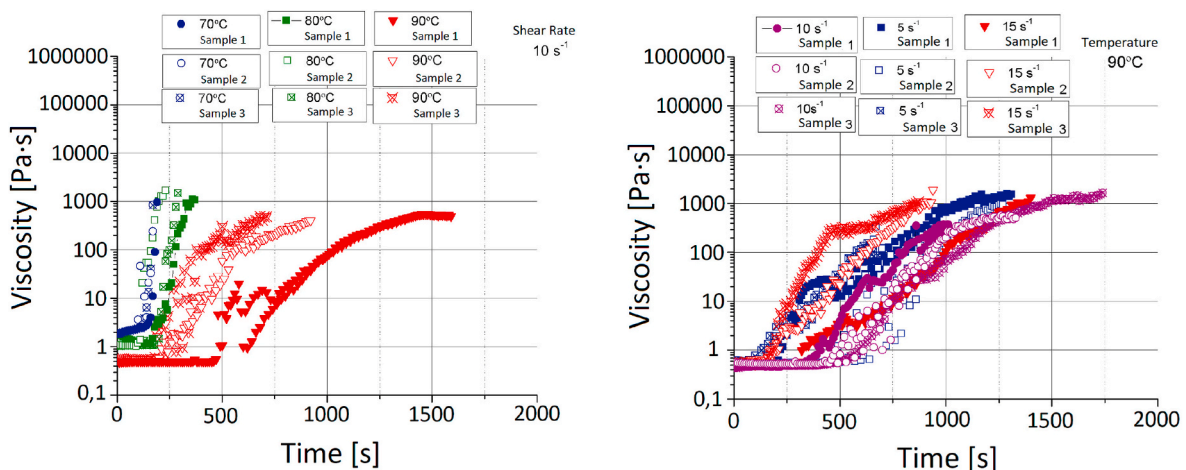 70°C
Sample 1
80°C
Sample 1
90°C
Sample 1
70°C
Sample 2
80°C
Sample 2
90°C
Sample 2
70°C
Sample 3
80°C
Sample 3
90°C
Sample 3
Shear Rate
10 s⁻¹
1000000
100000
10000
1000
100
10
1
0,1
Viscosity [Pa·s]
0
500
1000
1500
2000
Time [s]
10 s⁻¹
Sample 1
5 s⁻¹
Sample 1
15 s⁻¹
Sample 1
10 s⁻¹
Sample 2
5 s⁻¹
Sample 2
15 s⁻¹
Sample 2
10s⁻¹
Sample 3
5 s⁻¹
Sample 3
15 s⁻¹
Sample 3
Temperature
90°C
1000000
100000
10000
1000
100
10
1
0,1
Viscosity [Pa·s]
0
500
1000
1500
2000
Time [s]